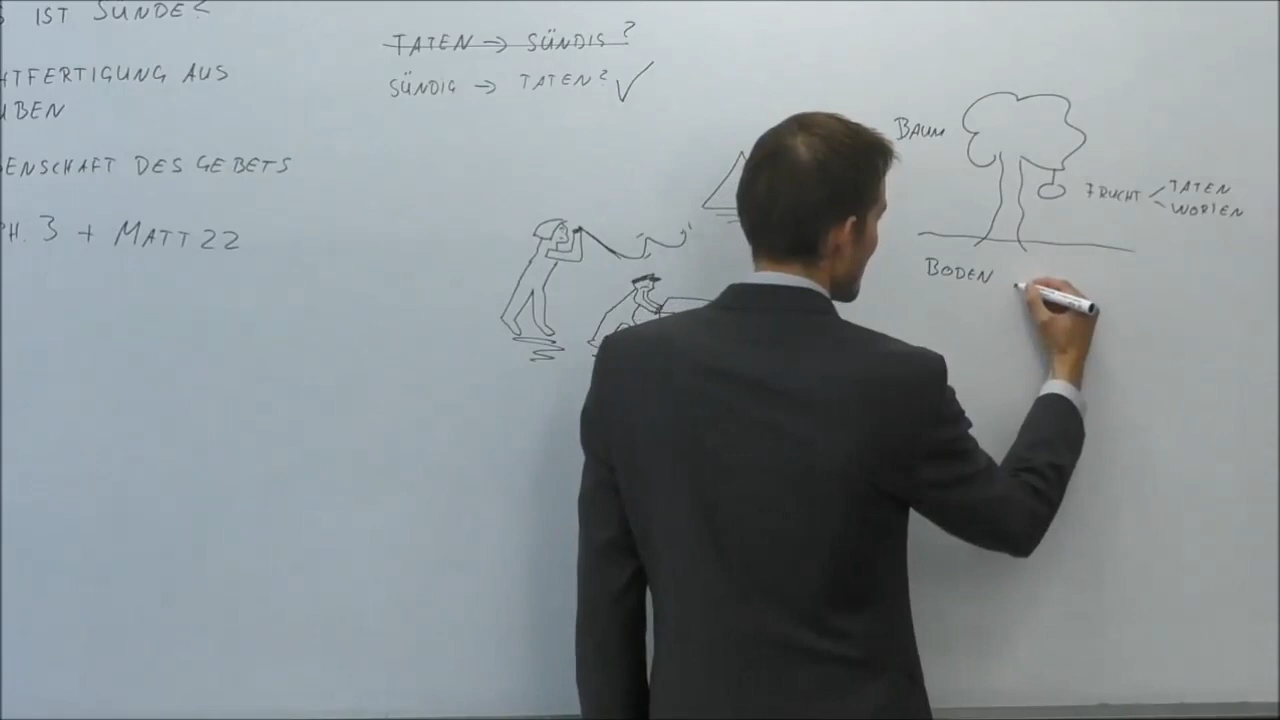 IST SÜNDE?
HTFERTIGUNG AUS
UBEN
ENSCHAFT DES GEBETS
PH. 3 + MATT 22
TATEN → SÜNDIG?
SÜNDIG → TATEN? ✓
BAUM
FRUCHT
TATEN
WORTEN
BODEN